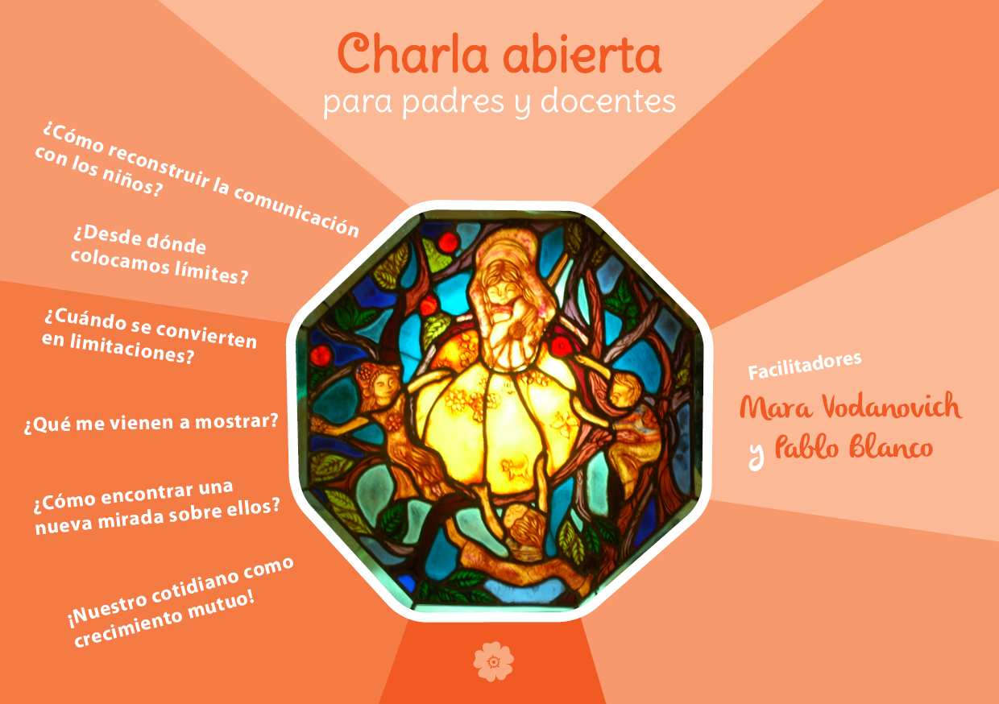 Charla abierta
para padres y docentes
¿Cómo reconstruir la comunicación
con los niños?
¿Desde dónde
colocamos límites?
¿Cuándo se convierten
en limitaciones?
¿Qué me vienen a mostrar?
¿Cómo encontrar una
nueva mirada sobre ellos?
¡Nuestro cotidiano como
crecimiento mutuo!
Facilitadores
Mara Vodanovich
y Pablo Blanco